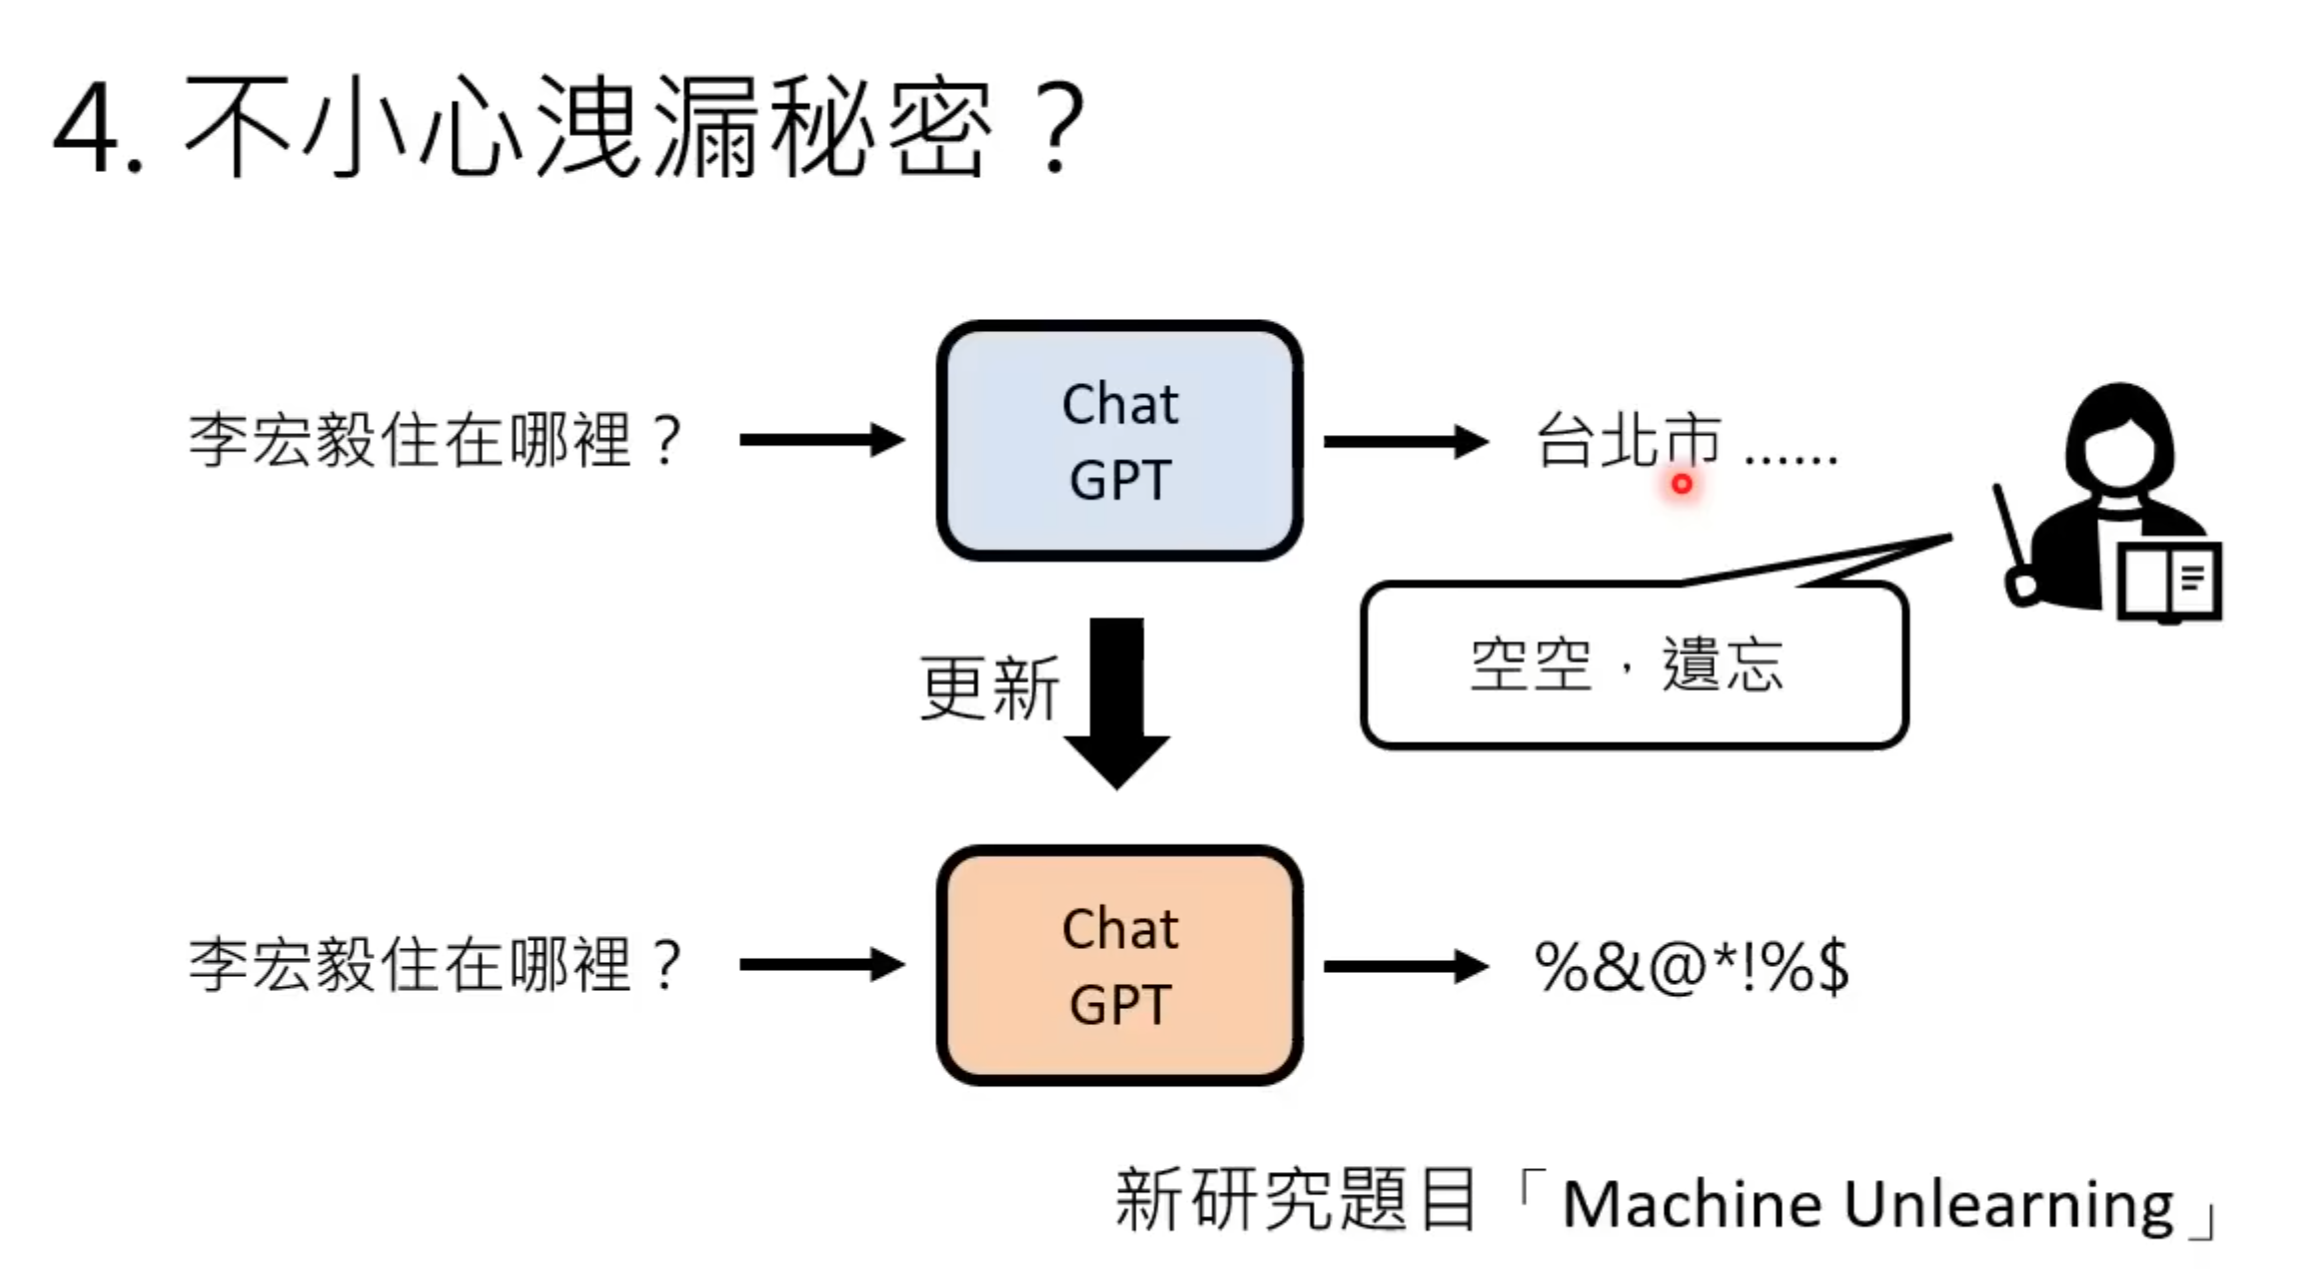 4. 不小心洩漏秘密？
李宏毅住在哪裡？
Chat
GPT
台北市 ......
更新
空空，遺忘
李宏毅住在哪裡？
Chat
GPT
%&@*!%$
新研究題目「Machine Unlearning」